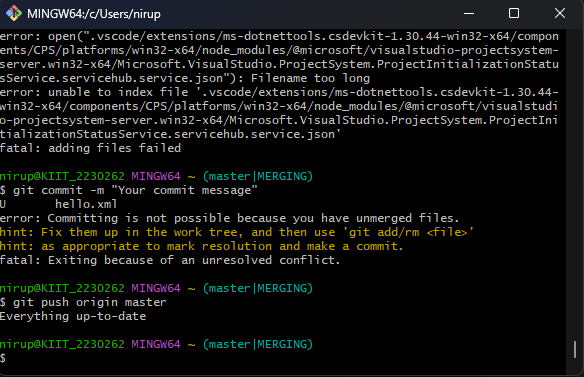 MINGW64:/c/Users/nirup
error: open(".vscode/extensions/ms-dotnettools.csdevkit-1.30.44-win32-x64/compon
ents/CPS/platforms/win32-x64/node_modules/@microsoft/visualstudio-projectsystem-
server.win32-x64/Microsoft.VisualStudio.ProjectSystem.ProjectInitializationStatu
sService.servicehub.service.json"): Filename too long
error: unable to index file '.vscode/extensions/ms-dotnettools.csdevkit-1.30.44-
win32-x64/components/CPS/platforms/win32-x64/node_modules/@microsoft/visualstudi
o-projectsystem-server.win32-x64/Microsoft.VisualStudio.ProjectSystem.ProjectIni
tializationStatusService.servicehub.service.json'
fatal: adding files failed
nirup@KIIT_2230262 MINGW64 ~ (master|MERGING)
$ git commit -m "Your commit message"
U       hello.xml
error: Committing is not possible because you have unmerged files.
hint: Fix them up in the work tree, and then use 'git add/rm <file>'
hint: as appropriate to mark resolution and make a commit.
fatal: Exiting because of an unresolved conflict.
nirup@KIIT_2230262 MINGW64 ~ (master|MERGING)
$ git push origin master
Everything up-to-date
nirup@KIIT_2230262 MINGW64 ~ (master|MERGING)
$